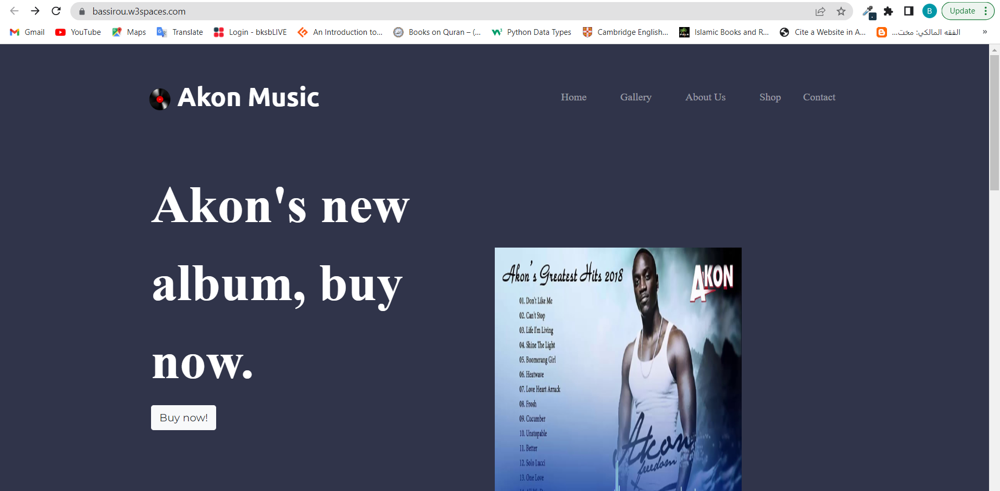 bassirou.w3spaces.com
B
Update
Gmail
YouTube
Maps
Translate
Login - bksbLIVE
An Introduction to...
Books on Quran – (...
Python Data Types
Cambridge English...
Islamic Books and R...
Cite a Website in A...
الفقه المالكي: مخت...
»
Akon Music
Home
Gallery
About Us
Shop
Contact
Akon's new
album, buy
now.
Buy now!
Akon's Greatest Hits 2018
AKON
01. Don't Like Me
02. Can't Stop
03. Life I'm Living
04. Shine The Light
05. Boomerang Girl
06. Heatwave
07. Love Heart Arrack
08. Frosh
09. Cucumber
10. Unstopable
11. Better
12. Solo Lucci
13. One Love
Akon
freedom